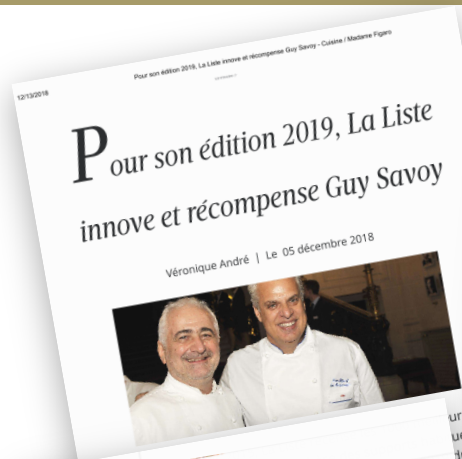 12/13/2018
Pour son édition 2019, La Liste innove et récompense Guy Savoy - Cuisine / Madame Figaro
Pour son édition 2019, La Liste
innove et récompense Guy Savoy
Véronique André | Le 05 décembre 2018